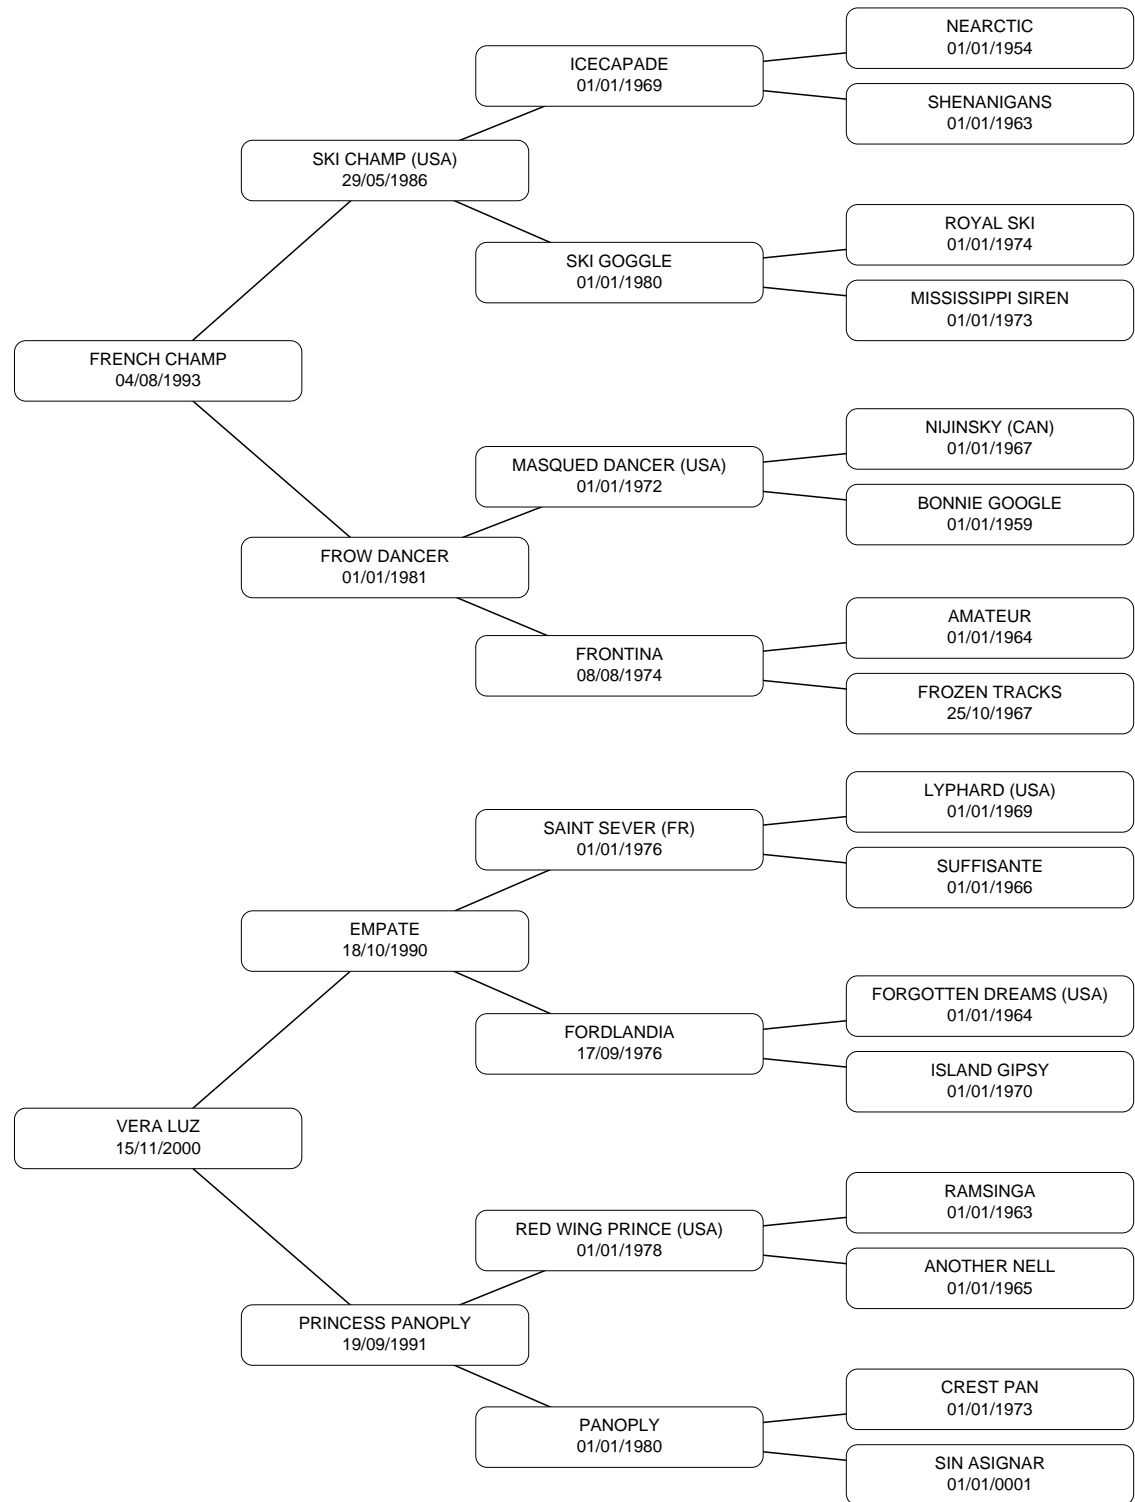 NEARCTIC
01/01/1954
ICECAPADE
01/01/1969
SHENANIGANS
01/01/1963
SKI CHAMP (USA)
29/05/1986
ROYAL SKI
01/01/1974
SKI GOGGLE
01/01/1980
MISSISSIPPI SIREN
01/01/1973
FRENCH CHAMP
04/08/1993
NIJINSKY (CAN)
01/01/1967
MASQUED DANCER (USA)
01/01/1972
BONNIE GOOGLE
01/01/1959
FROW DANCER
01/01/1981
AMATEUR
01/01/1964
FRONTINA
08/08/1974
FROZEN TRACKS
25/10/1967
LYPHARD (USA)
01/01/1969
SAINT SEVER (FR)
01/01/1976
SUFFISANTE
01/01/1966
EMPATE
18/10/1990
FORGOTTEN DREAMS (USA)
01/01/1964
FORDLANDIA
17/09/1976
ISLAND GIPSY
01/01/1970
VERA LUZ
15/11/2000
RAMSINGA
01/01/1963
RED WING PRINCE (USA)
01/01/1978
ANOTHER NELL
01/01/1965
PRINCESS PANOPLY
19/09/1991
CREST PAN
01/01/1973
PANOPLY
01/01/1980
SIN ASIGNAR
01/01/0001